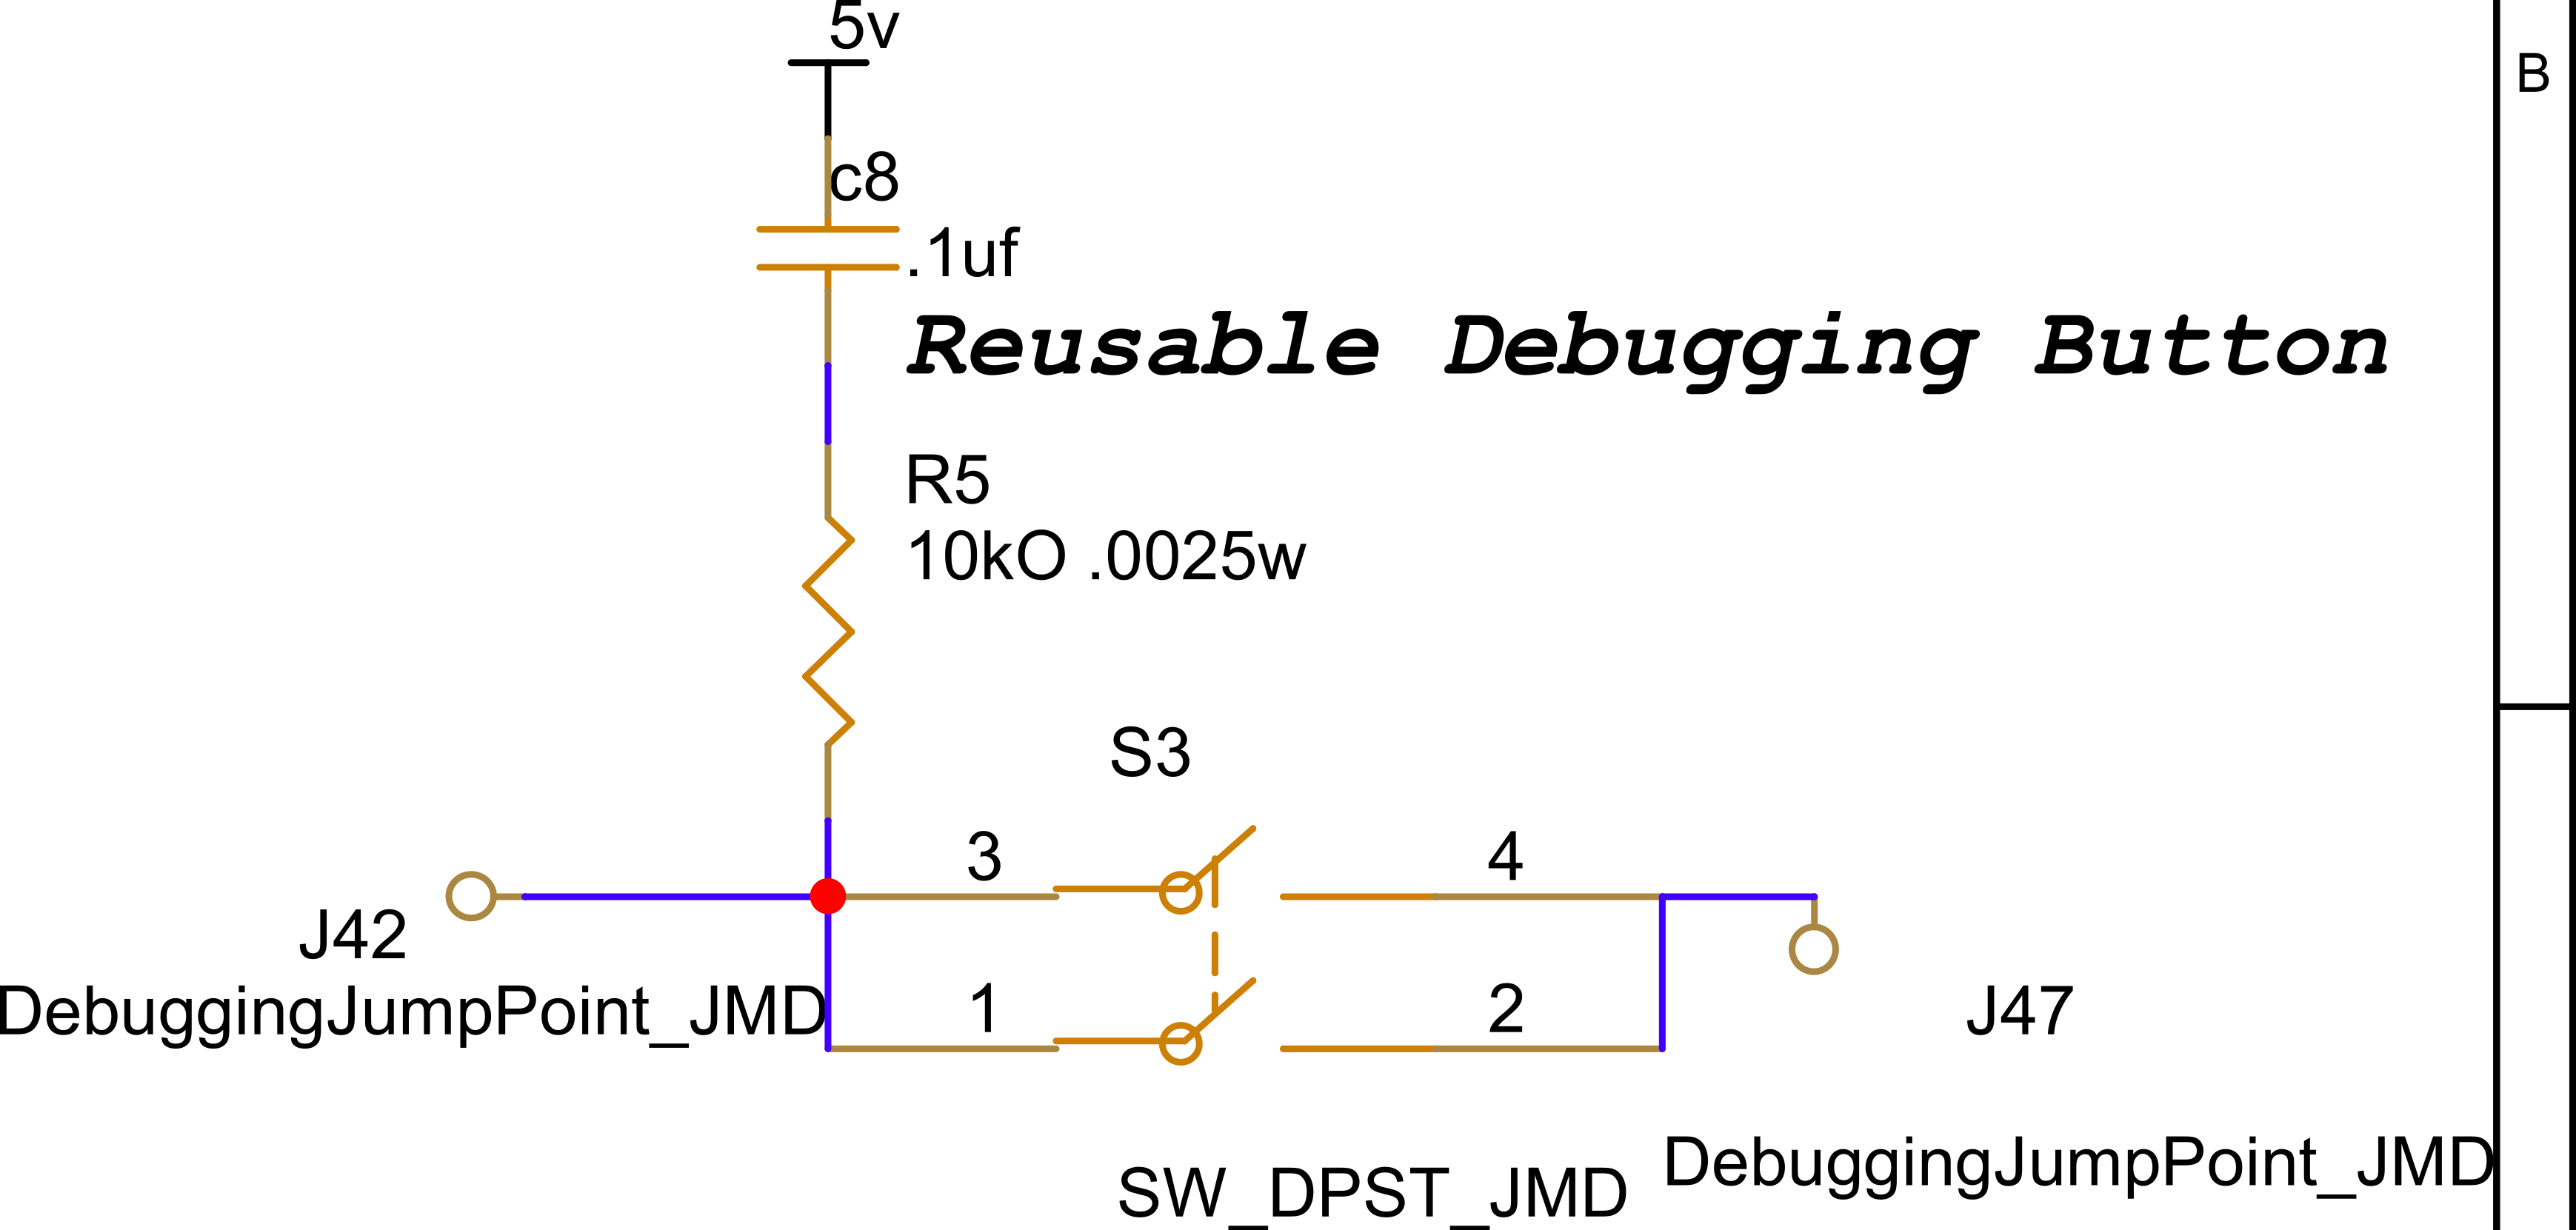 5v
B
c8
.1uf
Reusable Debugging Button
R5
10kO .0025w
S3
3
4
J42
DebuggingJumpPoint_JMD
1
2
J47
DebuggingJumpPoint_JMD
SW_DPST_JMD